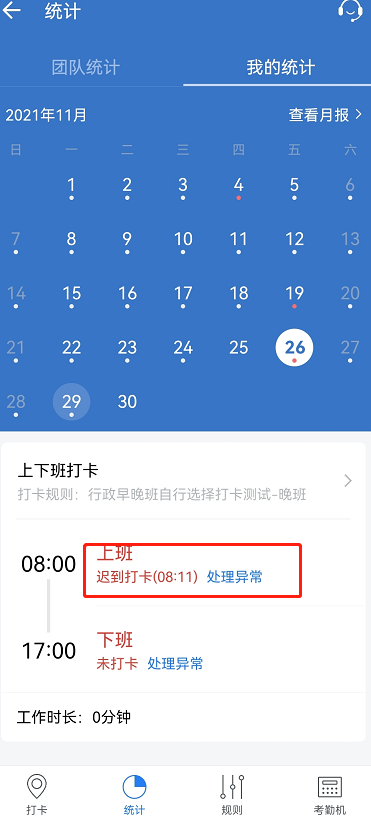 统计
团队统计 我的统计
2021年11月 查看月报
日 一 二 三 四 五 六
1 2 3 4 5 6
7 8 9 10 11 12 13
14 15 16 17 18 19 20
21 22 23 24 25 26 27
28 29 30
上下班打卡
打卡规则：行政早晚班自行选择打卡测试-晚班
08:00 上班
迟到打卡(08:11) 处理异常
17:00 下班
未打卡 处理异常
工作时长：0分钟
打卡 统计 规则 考勤机